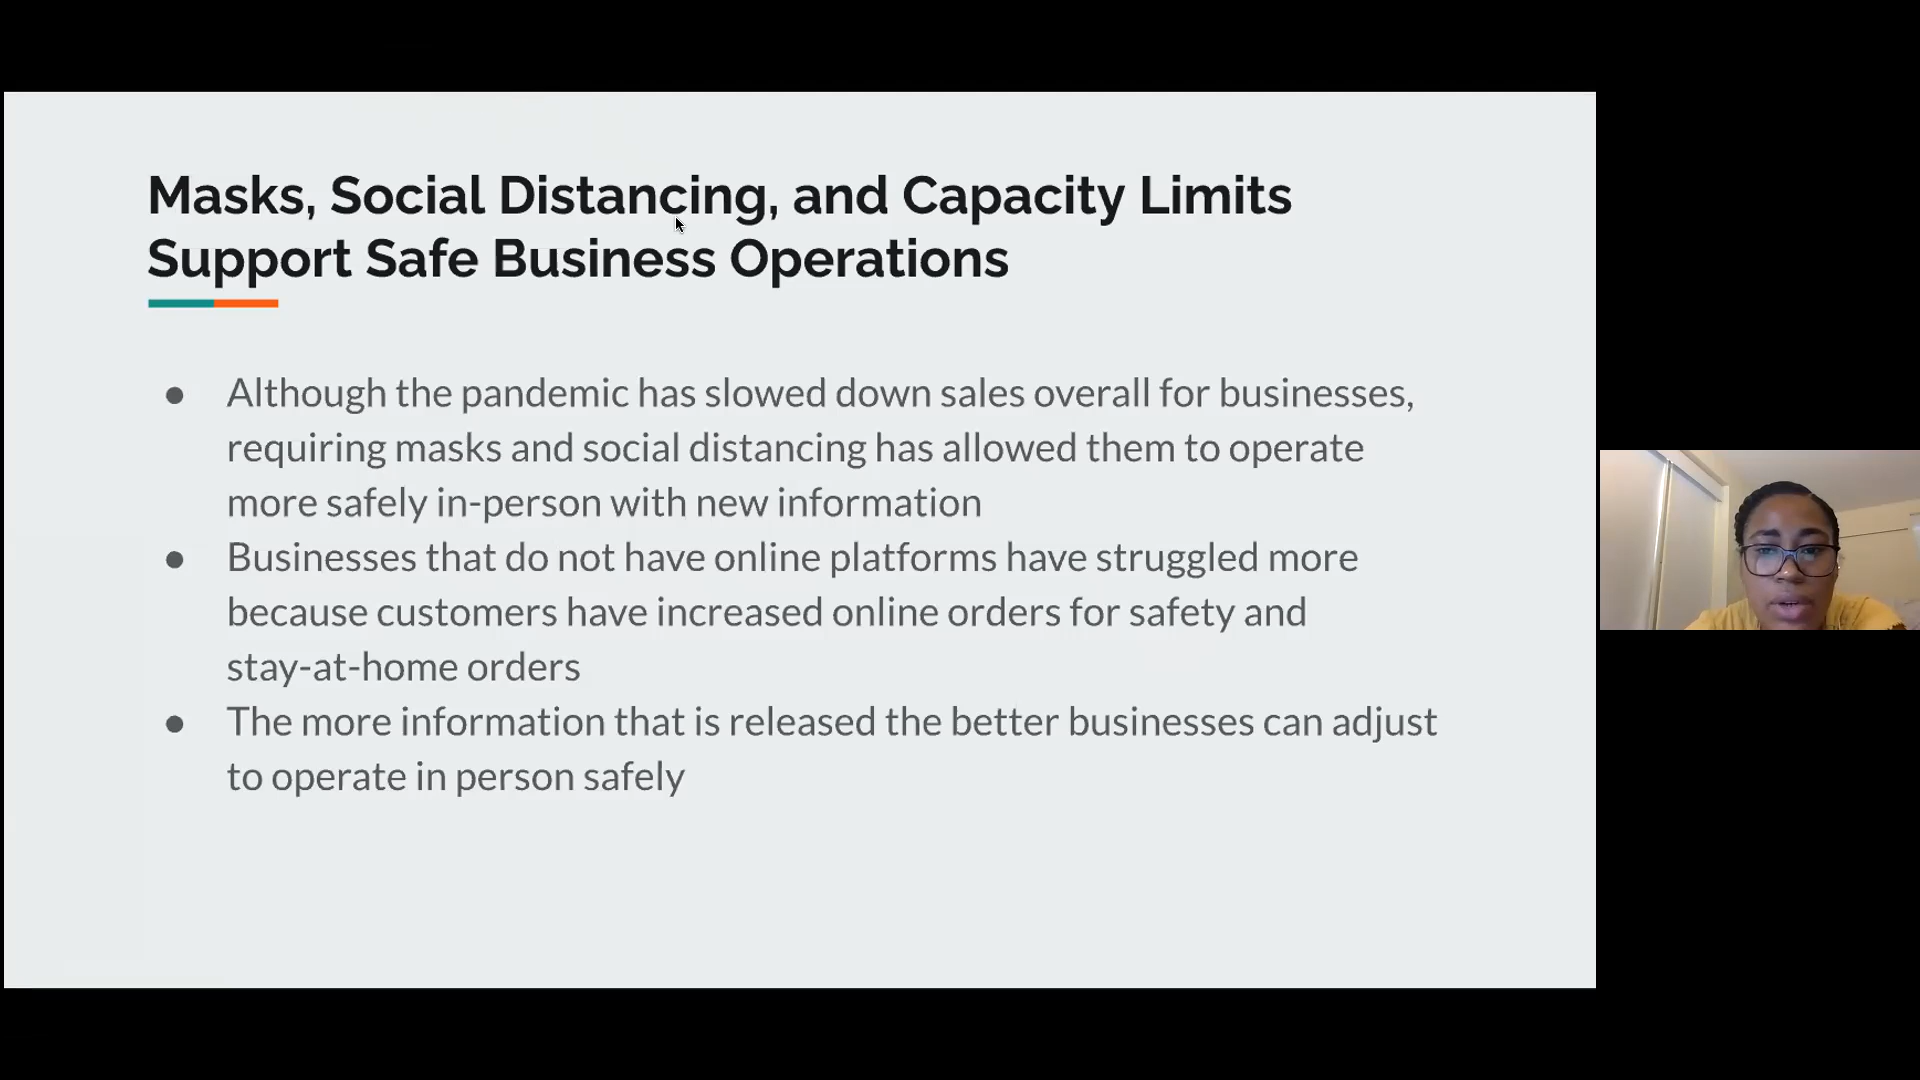 Masks, Social Distancing, and Capacity Limits
Support Safe Business Operations
● Although the pandemic has slowed down sales overall for businesses,
requiring masks and social distancing has allowed them to operate
more safely in-person with new information
● Businesses that do not have online platforms have struggled more
because customers have increased online orders for safety and
stay-at-home orders
● The more information that is released the better businesses can adjust
to operate in person safely